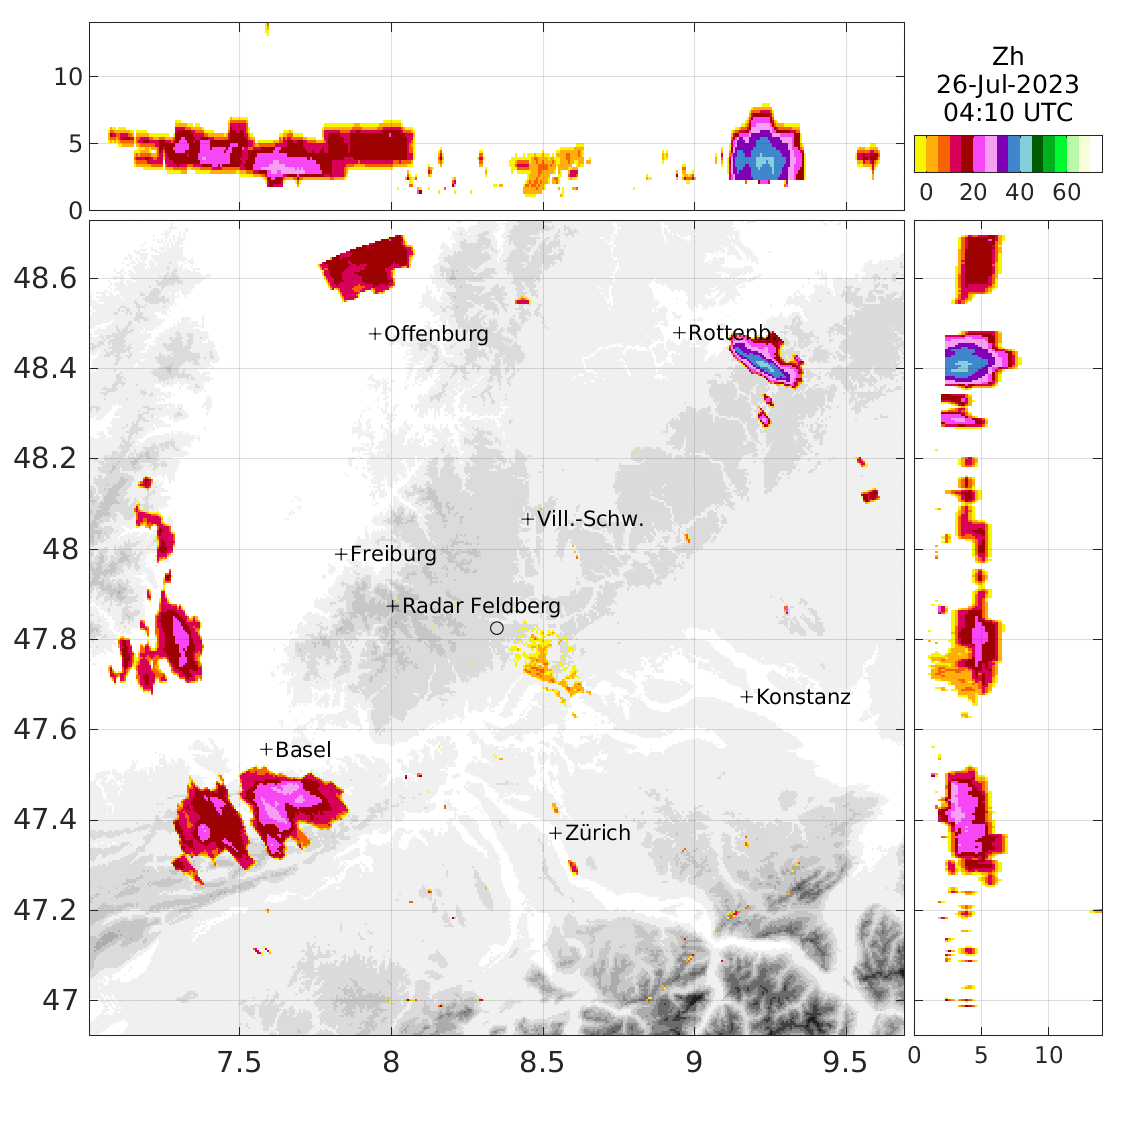 10
5
0
Zh
26-Jul-2023
04:10 UTC
0 20 40 60
48.6
48.4
48.2
48
47.8
47.6
47.4
47.2
47
+Offenburg
+Rottenb.
+Vill.-Schw.
+Freiburg
+Radar Feldberg
+Konstanz
+Basel
+Zürich
7.5 8 8.5 9 9.5
0 5 10